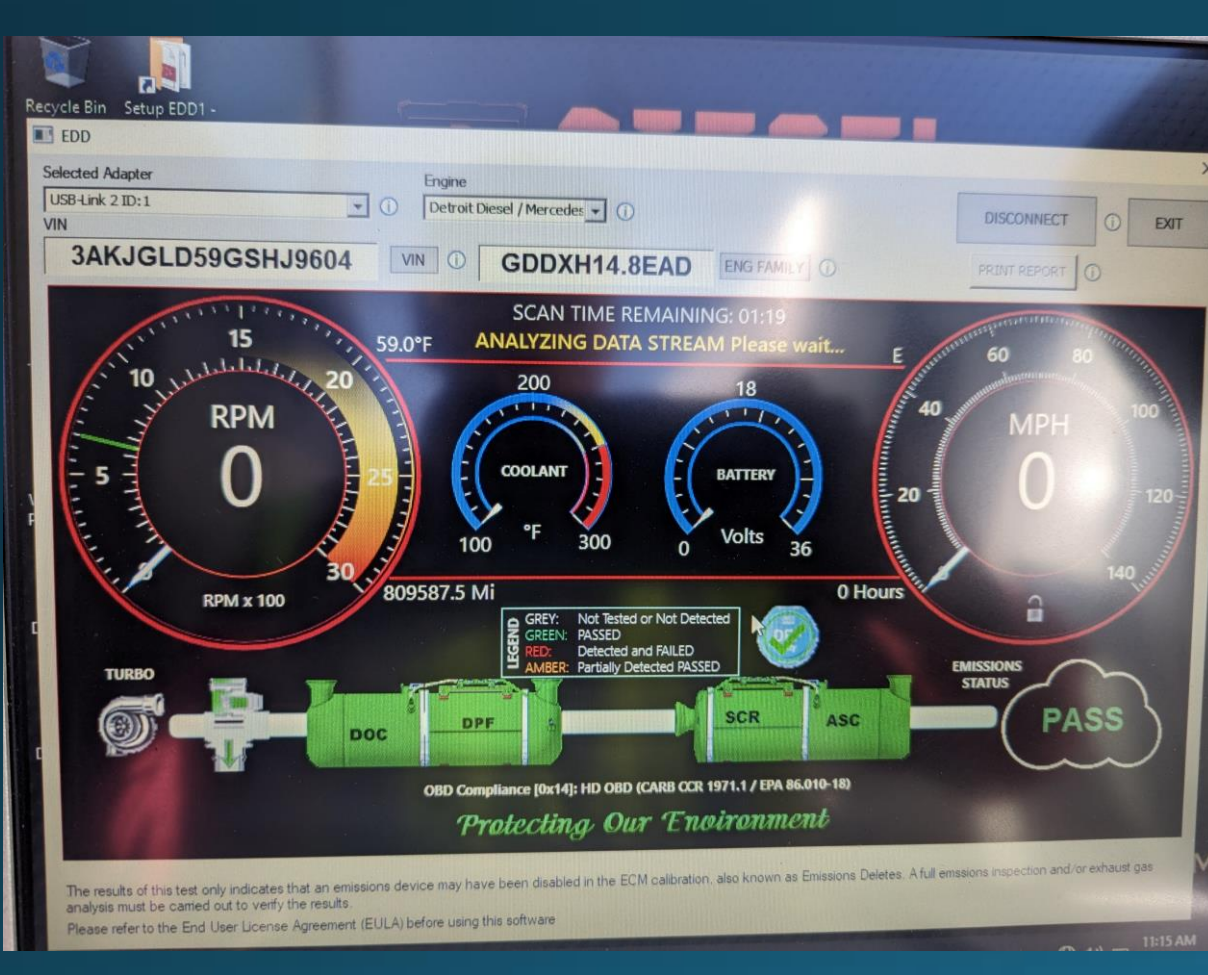 Recycle Bin
Setup EDD1 -
EDD
Selected Adapter
Engine
USB-Link 2 ID:1
Detroit Diesel / Mercedes
DISCONNECT
EXIT
VIN
3AKJGLD59GSHJ9604
VIN
GDDXH14.8EAD
ENG FAMILY
PRINT REPORT
SCAN TIME REMAINING: 01:19
59.0°F
ANALYZING DATA STREAM Please wait...
E
5
10
15
20
25
30
RPM
0
RPM x 100
200
COOLANT
°F
100
300
18
BATTERY
Volts
0
36
20
40
60
80
100
120
140
MPH
0
809587.5 Mi
0 Hours
LEGEND
GREY: Not Tested or Not Detected
GREEN: PASSED
RED: Detected and FAILED
AMBER: Partially Detected PASSED
TURBO
DOC
DPF
SCR
ASC
EMISSIONS
STATUS
PASS
OBD Compliance [0x14]: HD OBD (CARB CCR 1971.1 / EPA 86.010-18)
Protecting Our Environment
The results of this test only indicates that an emissions device may have been disabled in the ECM calibration, also known as Emissions Deletes. A full emssions inspection and/or exhaust gas
analysis must be carried out to verify the results.
Please refer to the End User License Agreement (EULA) before using this software
11:15 AM